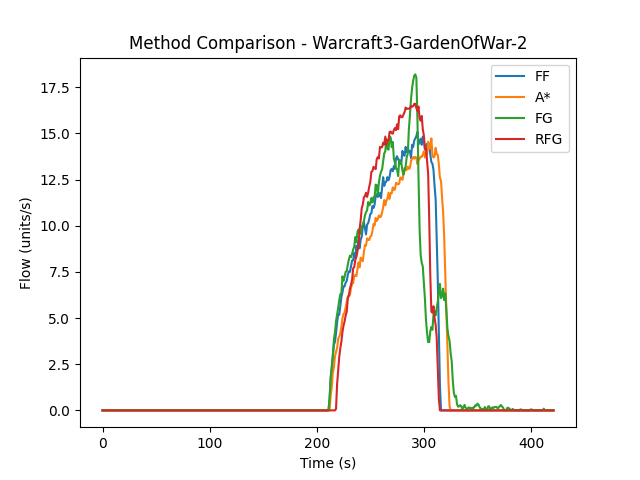 Method Comparison - Warcraft3-GardenOfWar-2
FF
A*
FG
RFG
Flow (units/s)
17.5
15.0
12.5
10.0
7.5
5.0
2.5
0.0
0
100
200
300
400
Time (s)